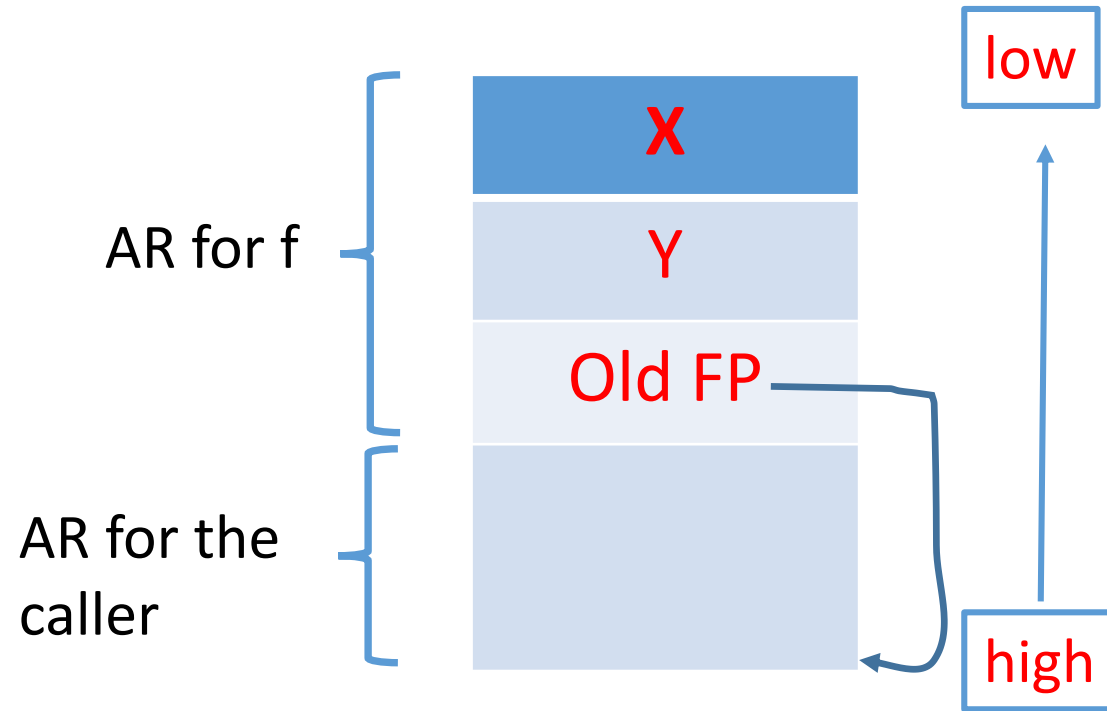 low
X
AR for f
Y
Old FP
AR for the
caller
high